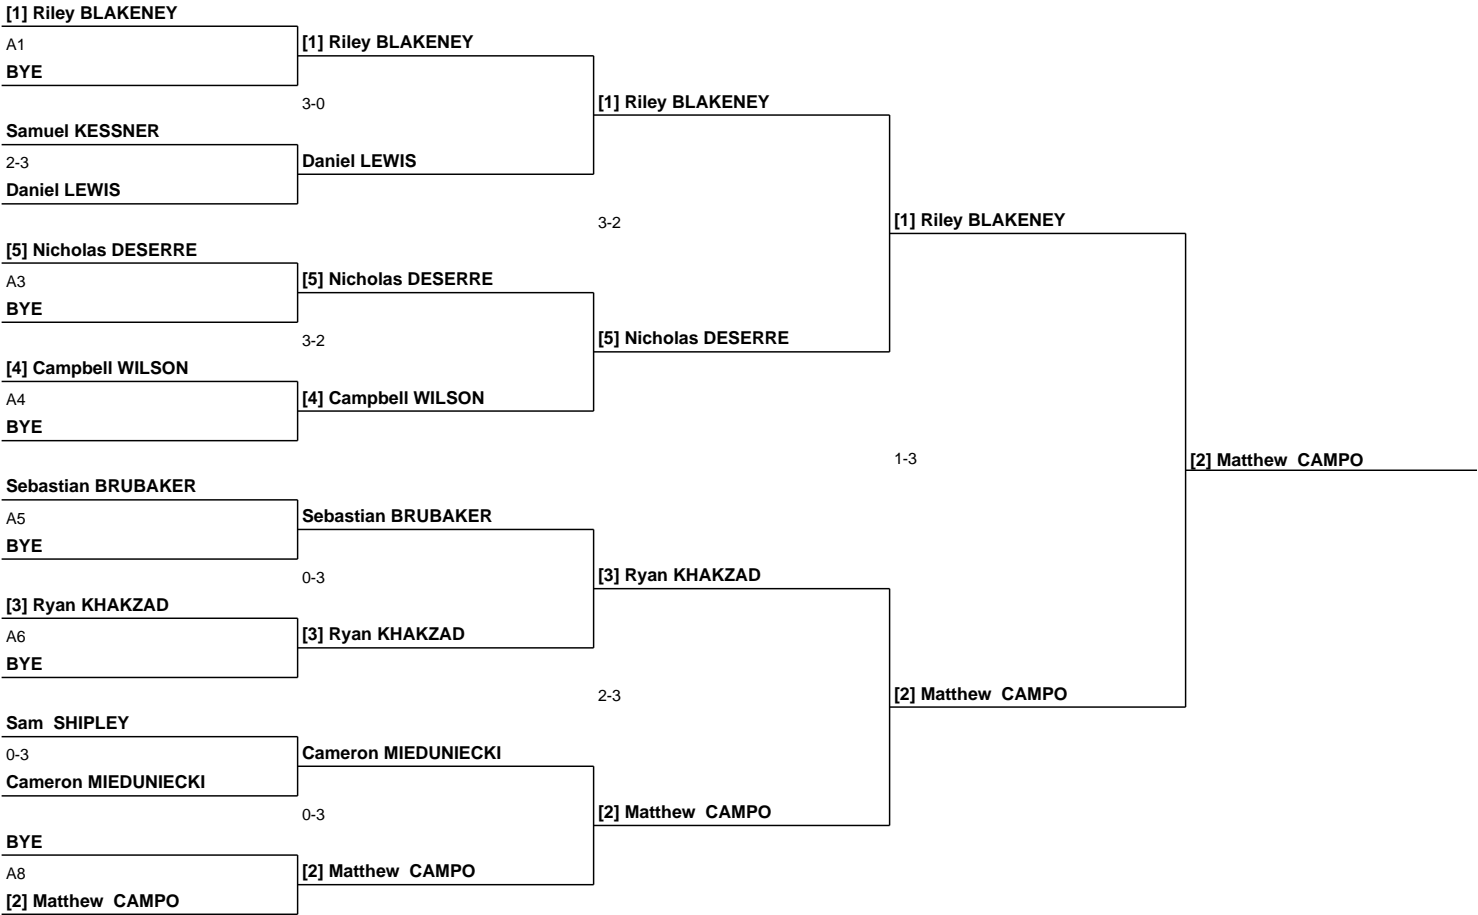 [1] Riley BLAKENEY
A1
BYE
Samuel KESSNER
2-3
Daniel LEWIS
[5] Nicholas DESERRE
A3
BYE
[4] Campbell WILSON
A4
BYE
Sebastian BRUBAKER
A5
BYE
[3] Ryan KHAKZAD
A6
BYE
Sam  SHIPLEY
0-3
Cameron MIEDUNIECKI
BYE
A8
[2] Matthew  CAMPO
[1] Riley BLAKENEY
3-0
Daniel LEWIS
[5] Nicholas DESERRE
3-2
[4] Campbell WILSON
Sebastian BRUBAKER
0-3
[3] Ryan KHAKZAD
Cameron MIEDUNIECKI
0-3
[2] Matthew  CAMPO
[1] Riley BLAKENEY
3-2
[5] Nicholas DESERRE
[3] Ryan KHAKZAD
2-3
[2] Matthew  CAMPO
[1] Riley BLAKENEY
1-3
[2] Matthew  CAMPO
[2] Matthew  CAMPO